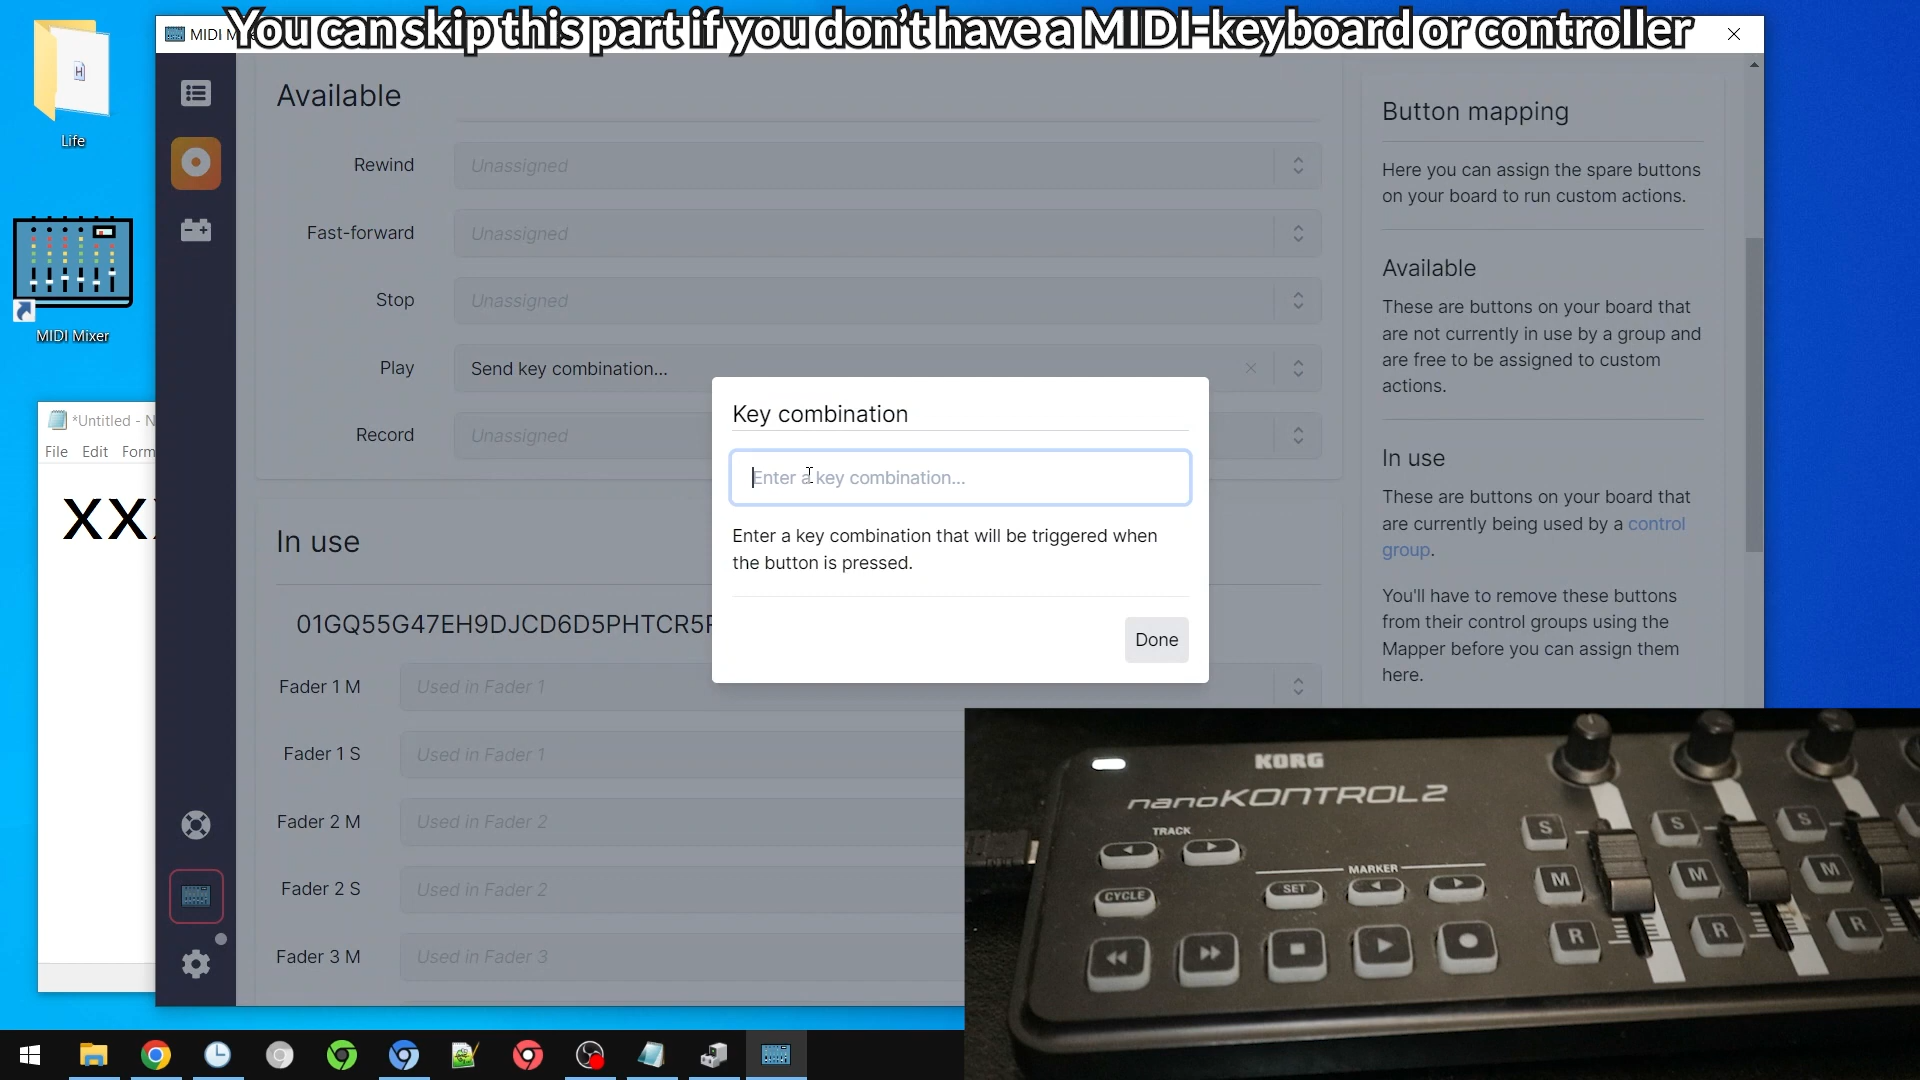 You can skip this part if you don't have a MIDI-keyboard or controller
MIDI M
Life
MIDI Mixer
*Untitled - N
File Edit Form
Available
Rewind Unassigned
Fast-forward Unassigned
Stop Unassigned
Play Send key combination...
Record Unassigned
In use
01GQ55G47EH9DJCD6D5PHTCR5
Fader 1 M Used in Fader 1
Fader 1 S Used in Fader 1
Fader 2 M Used in Fader 2
Fader 2 S Used in Fader 2
Fader 3 M Used in Fader 3
Key combination
Enter a key combination...
Enter a key combination that will be triggered when
the button is pressed.
Done
Button mapping
Here you can assign the spare buttons
on your board to run custom actions.
Available
These are buttons on your board that
are not currently in use by a group and
are free to be assigned to custom
actions.
In use
These are buttons on your board that
are currently being used by a control
group.
You'll have to remove these buttons
from their control groups using the
Mapper before you can assign them
here.
KORG
nanoKONTROL2
TRACK
MARKER
CYCLE
SET
S S S
M M M
R R R
H